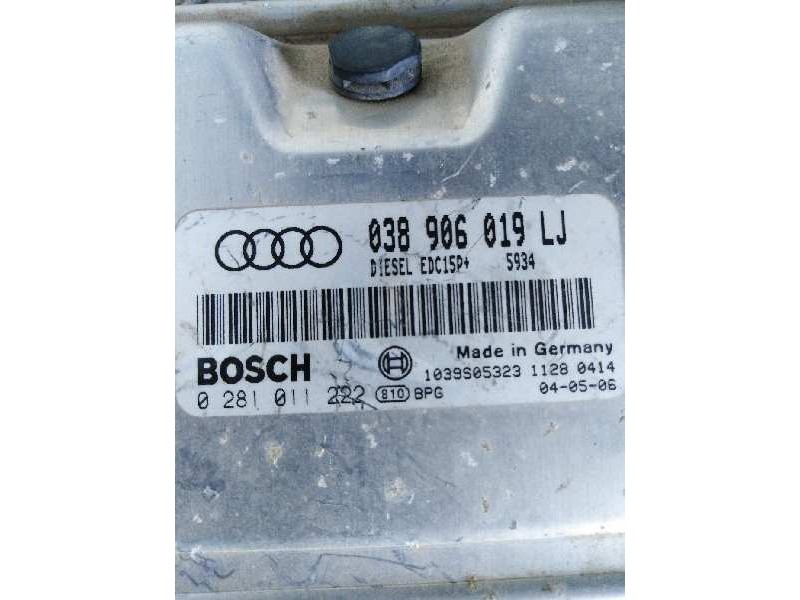 038 906 019 LJ
DIESEL EDC15P+ 5934
BOSCH
Made in Germany
1039S05323 1128 0414
0 281 011 222 810 BPG 04-05-06